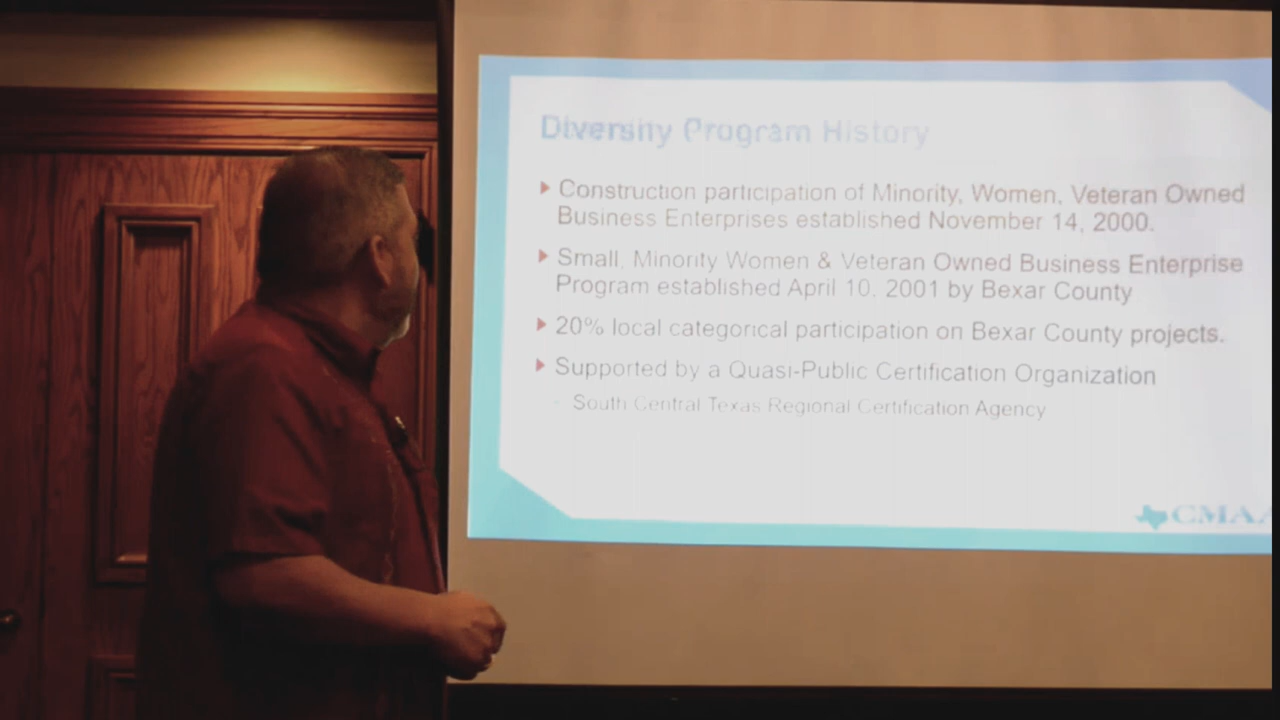 Diversity Program History
Construction participation of Minority, Women, Veteran Owned
Business Enterprises established November 14, 2000.
Small, Minority Women & Veteran Owned Business Enterprise
Program established April 10, 2001 by Bexar County
20% local categorical participation on Bexar County projects.
Supported by a Quasi-Public Certification Organization
- South Central Texas Regional Certification Agency
CMAA